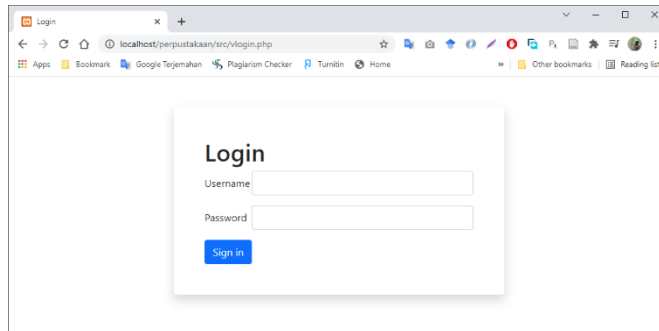 Login
localhost/perpustakaan/src/vlogin.php
Apps Bookmark Google Terjemahan Plagiarism Checker Turnitin Home Other bookmarks Reading list
Login
Username
Password
Sign in